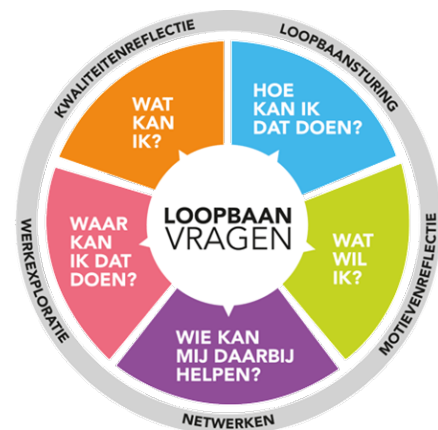 KWALITEITENREFLECTIE
LOOPBAANSTURING
WAT
KAN
IK?
HOE
KAN IK
DAT DOEN?
LOOPBAAN
VRAGEN
WAAR
KAN
IK DAT
DOEN?
WAT
WIL
IK?
WERKEXPLORATIE
MOTIEVENREFLECTIE
WIE KAN
MIJ DAARBIJ
HELPEN?
NETWERKEN